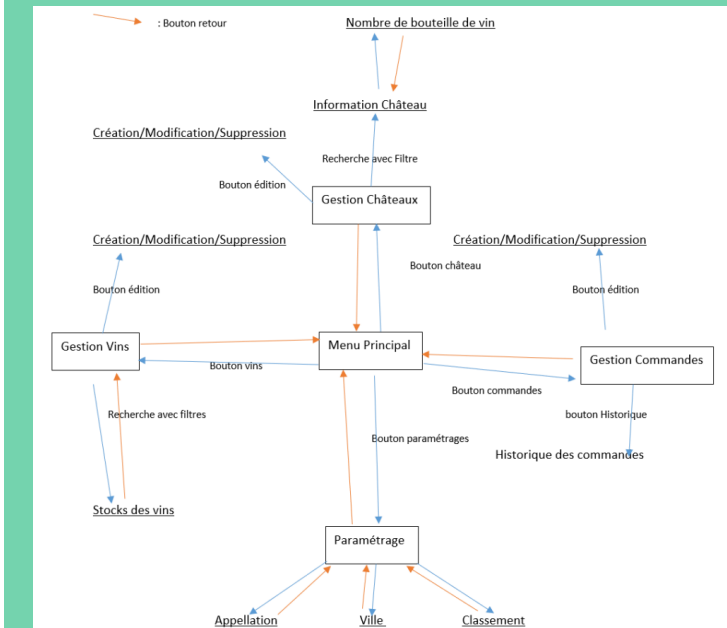 : Bouton retour
Nombre de bouteille de vin
Information Château
Création/Modification/Suppression
Recherche avec Filtre
Bouton édition
Gestion Châteaux
Création/Modification/Suppression
Création/Modification/Suppression
Bouton château
Bouton édition
Bouton édition
Gestion Vins
Menu Principal
Gestion Commandes
Bouton vins
Bouton commandes
Recherche avec filtres
bouton Historique
Bouton paramétrages
Historique des commandes
Stocks des vins
Paramétrage
Appellation
Ville
Classement